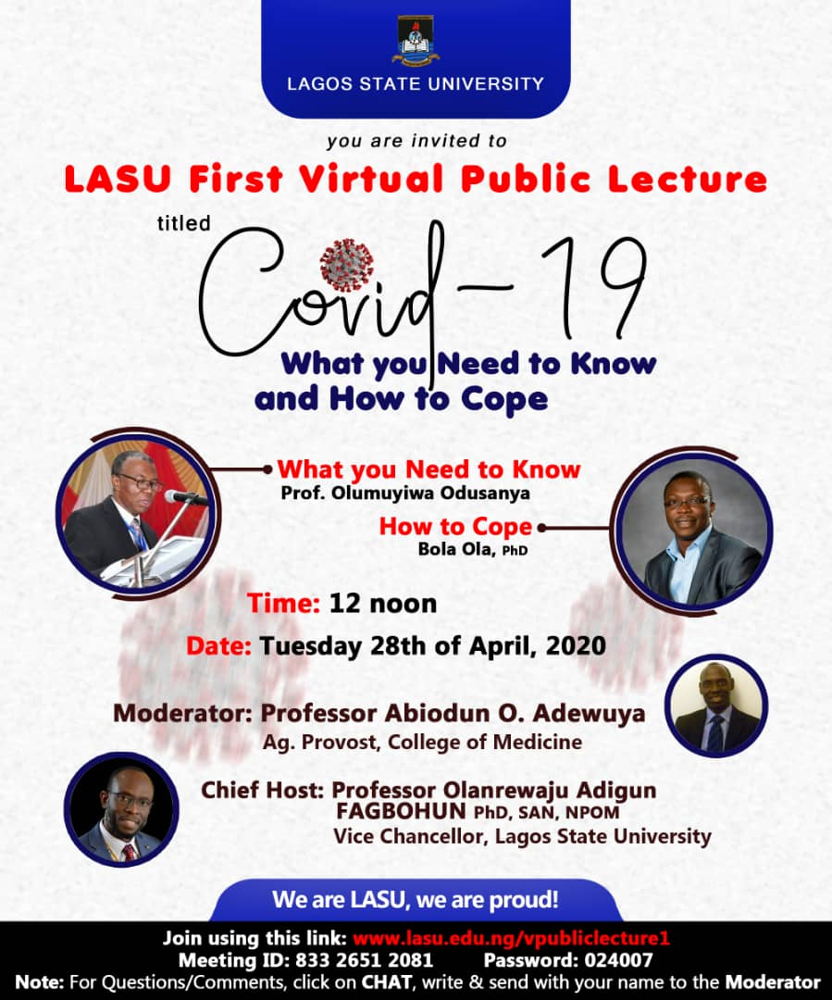 LAGOS STATE UNIVERSITY
you are invited to
LASU First Virtual Public Lecture
titled
Covid-19
What you Need to Know
and How to Cope
What you Need to Know
Prof. Olumuyiwa Odusanya
How to Cope
Bola Ola, PhD
Time: 12 noon
Date: Tuesday 28th of April, 2020
Moderator: Professor Abiodun O. Adewuya
Ag. Provost, College of Medicine
Chief Host: Professor Olanrewaju Adigun
FAGBOHUN PhD, SAN, NPOM
Vice Chancellor, Lagos State University
We are LASU, we are proud!
Join using this link: www.lasu.edu.ng/vpubliclecture1
Meeting ID: 833 2651 2081 Password: 024007
Note: For Questions/Comments, click on CHAT, write & send with your name to the Moderator